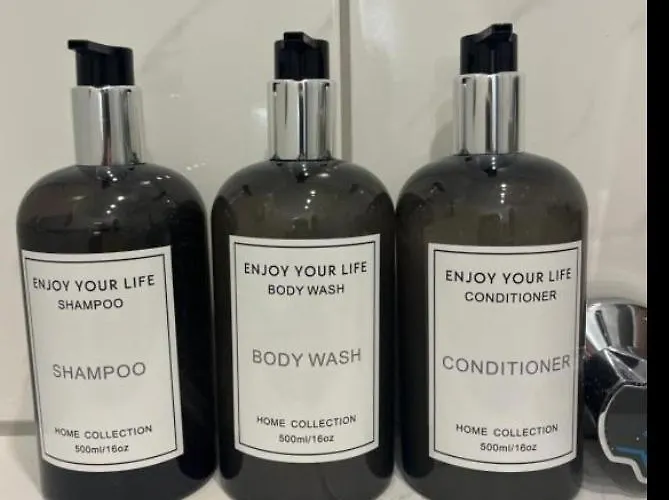 ENJOY YOUR LIFE
SHAMPOO
SHAMPOO
HOME COLLECTION
500ml/16oz
ENJOY YOUR LIFE
BODY WASH
BODY WASH
HOME COLLECTION
500ml/16oz
ENJOY YOUR LIFE
CONDITIONER
CONDITIONER
HOME COLLECTION
500ml/16oz